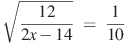 √(12/(2x − 14)) = 1/10